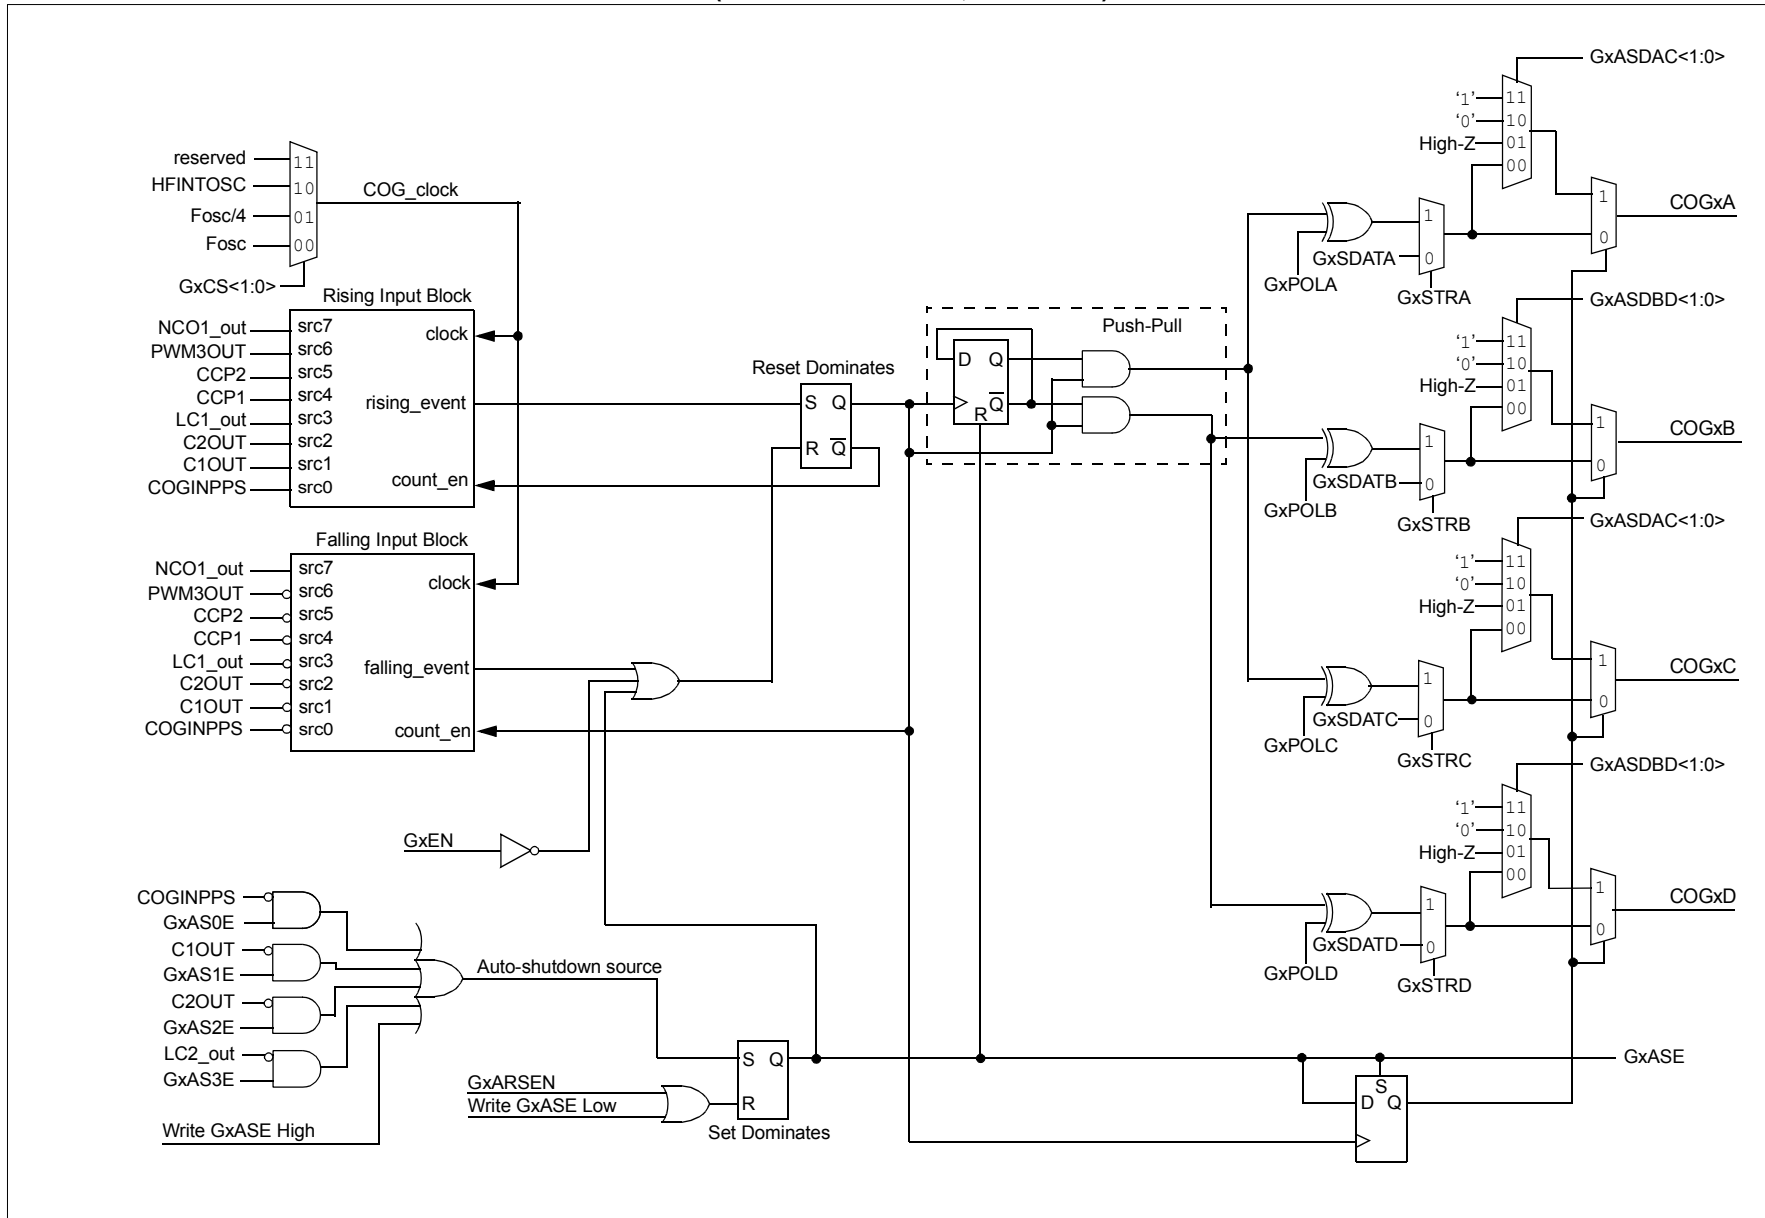 reserved
HFINTOSC
Fosc/4
Fosc
11
10
01
00
GxCS<1:0>
COG_clock
Rising Input Block
NCO1_out
PWM3OUT
CCP2
CCP1
LC1_out
C2OUT
C1OUT
COGINPPS
src7
src6
src5
src4
src3
src2
src1
src0
clock
rising_event
count_en
Falling Input Block
NCO1_out
PWM3OUT
CCP2
CCP1
LC1_out
C2OUT
C1OUT
COGINPPS
src7
src6
src5
src4
src3
src2
src1
src0
clock
falling_event
count_en
GxEN
COGINPPS
GxAS0E
C1OUT
GxAS1E
C2OUT
GxAS2E
LC2_out
GxAS3E
Write GxASE High
Auto-shutdown source
GxARSEN
Write GxASE Low
S Q
R
Set Dominates
Reset Dominates
S Q
R Q
Push-Pull
D Q
R Q
GxASDAC<1:0>
‘1’ 11
‘0’ 10
High-Z 01
00
GxPOLA
GxSDATA
1
0
GxSTRA
1
0
COGxA
GxASDBD<1:0>
‘1’ 11
‘0’ 10
High-Z 01
00
GxPOLB
GxSDATB
1
0
GxSTRB
1
0
COGxB
GxASDAC<1:0>
‘1’ 11
‘0’ 10
High-Z 01
00
GxPOLC
GxSDATC
1
0
GxSTRC
1
0
COGxC
GxASDBD<1:0>
‘1’ 11
‘0’ 10
High-Z 01
00
GxPOLD
GxSDATD
1
0
GxSTRD
1
0
COGxD
GxASE
S
D Q